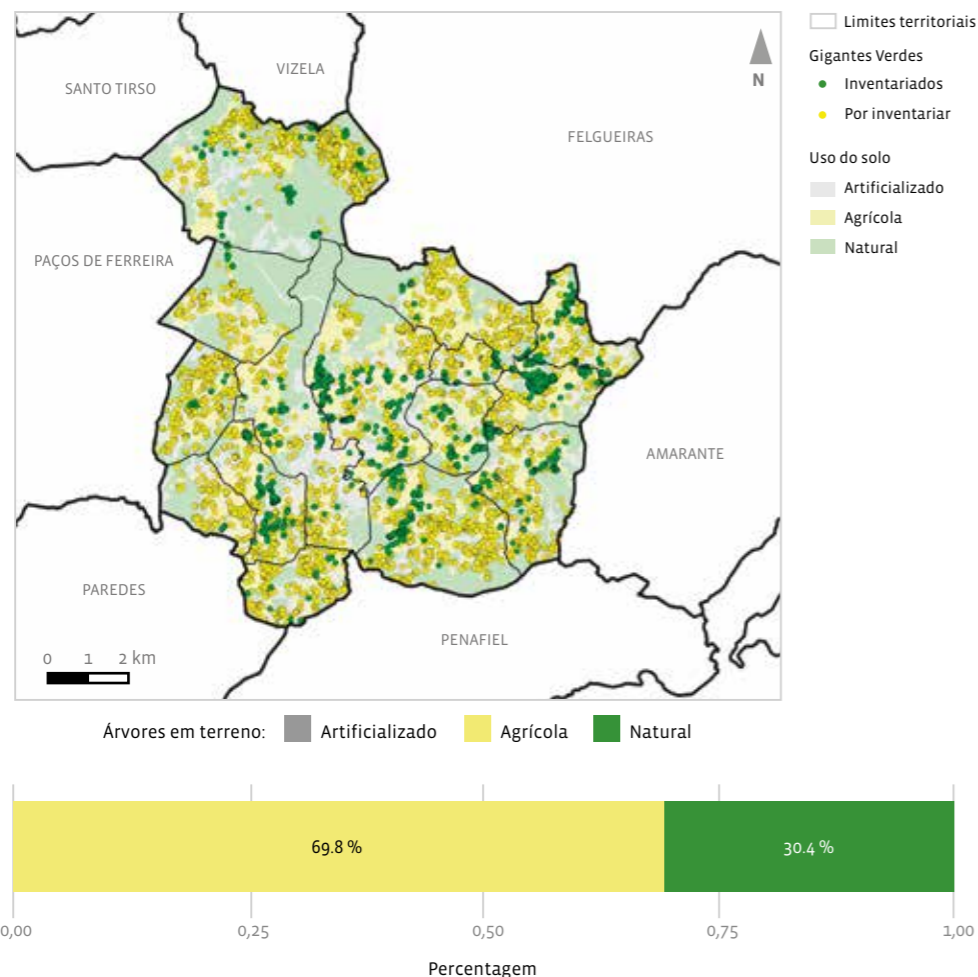 Limites territoriais
Gigantes Verdes
Inventariados
Por inventariar
Uso do solo
Artificializado
Agrícola
Natural
N
VIZELA
SANTO TIRSO
FELGUEIRAS
PAÇOS DE FERREIRA
AMARANTE
PAREDES
PENAFIEL
0 1 2 km
Árvores em terreno: Artificializado Agrícola Natural
69.8 % 30.4 %
0,00 0,25 0,50 0,75 1,00
Percentagem